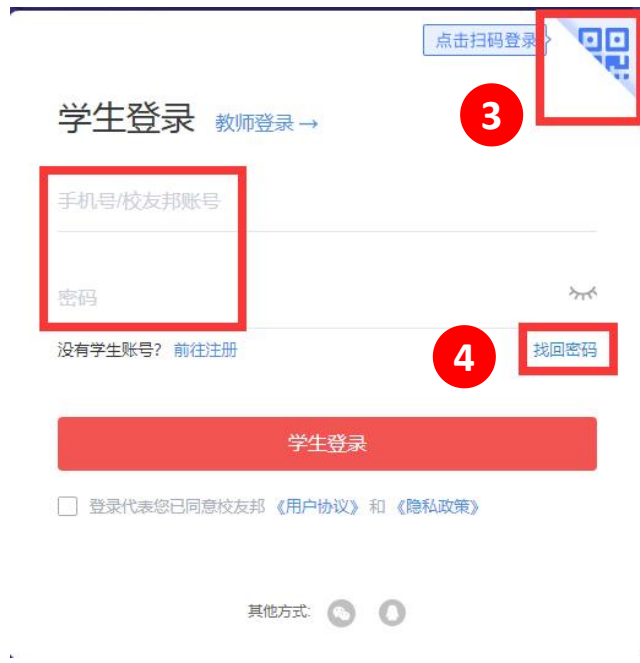 点击扫码登录
3
学生登录 教师登录→
手机号/校友邦账号
密码
没有学生账号? 前往注册
4 找回密码
学生登录
登录代表您已同意校友邦《用户协议》和《隐私政策》
其他方式: